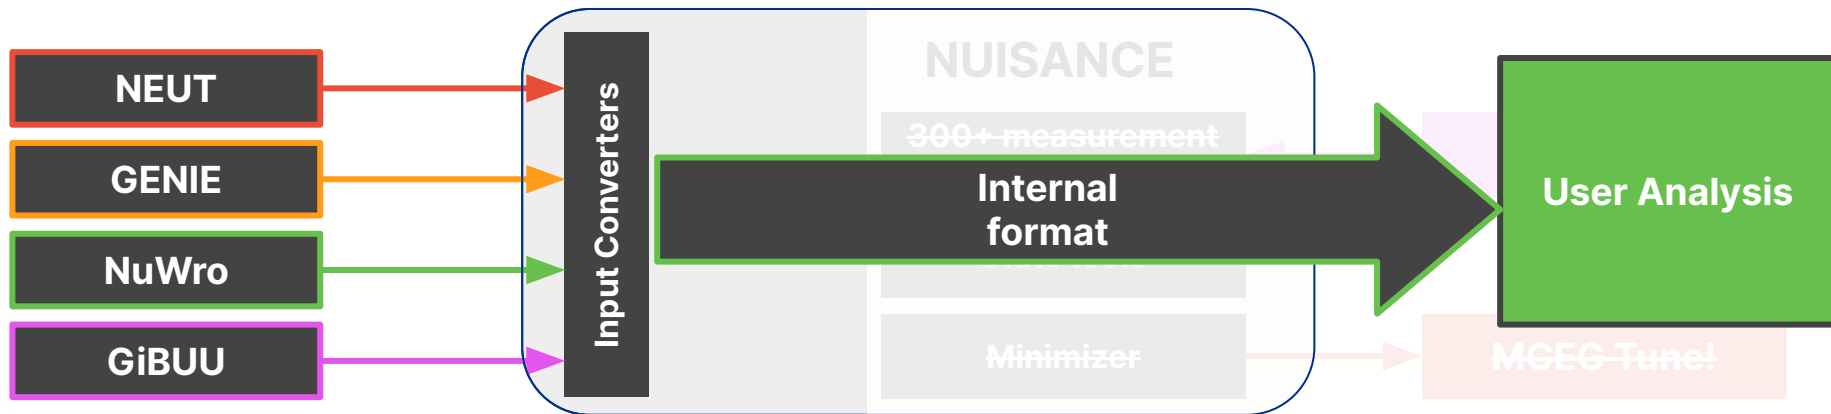 NEUT
GENIE
NuWro
GiBUU
Input Converters
NUISANCE
300+ measurement
Internal
format
Minimizer
User Analysis
MCEG Tune!